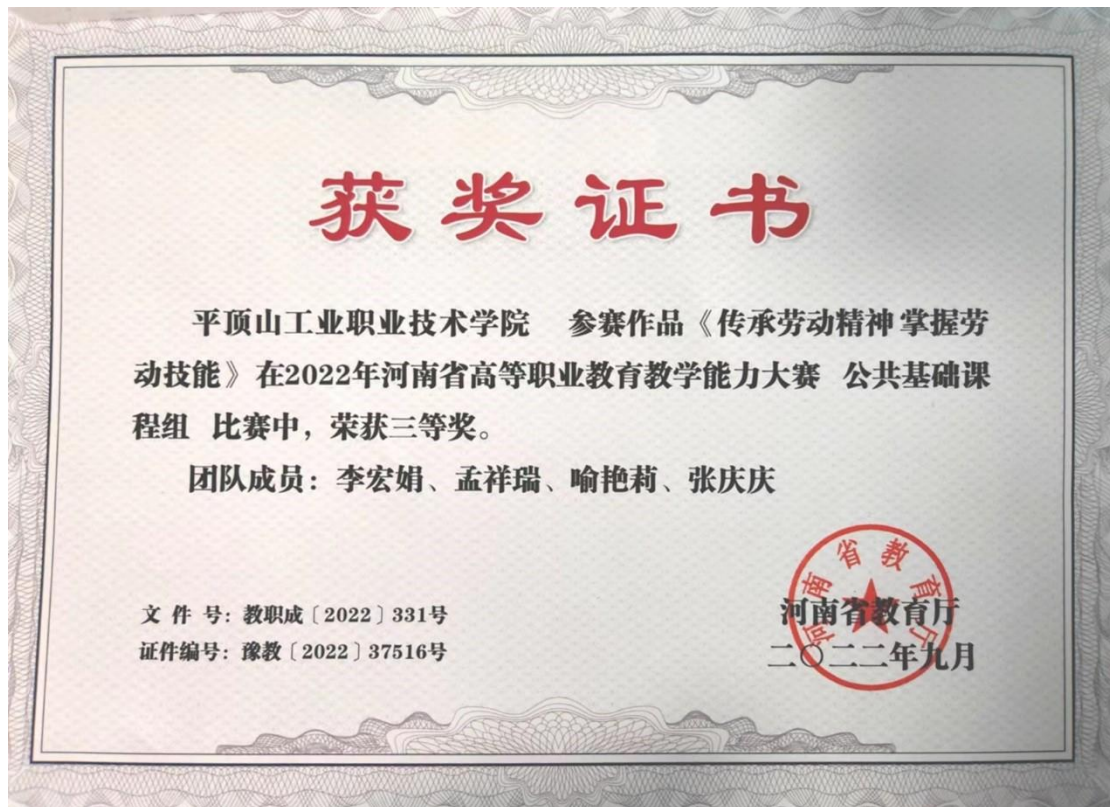 获奖证书
平顶山工业职业技术学院 参赛作品《传承劳动精神 掌握劳
动技能》在2022年河南省高等职业教育教学能力大赛 公共基础课
程组 比赛中，荣获三等奖。
团队成员：李宏娟、孟祥瑞、喻艳莉、张庆庆
文 件 号：教职成〔2022〕331号
证件编号：豫教〔2022〕37516号
河南省教育厅
河南省教育厅
二〇二二年九月